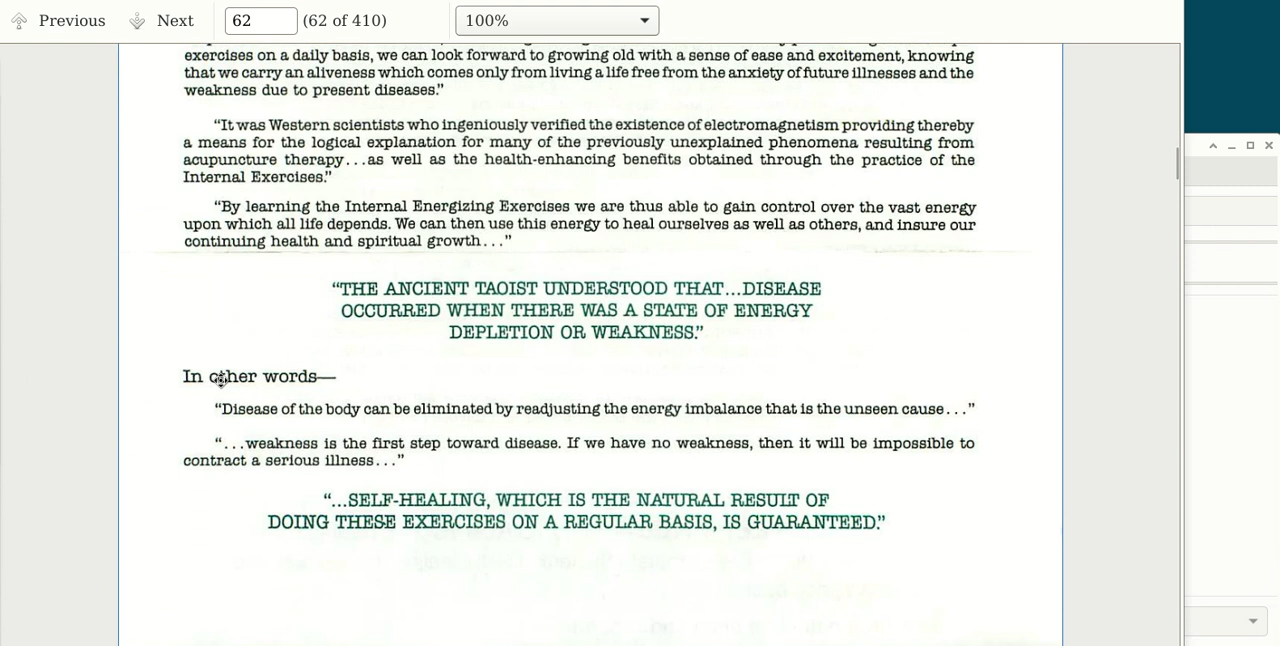 Previous Next 62 (62 of 410) 100%
exercises on a daily basis, we can look forward to growing old with a sense of ease and excitement, knowing
that we carry an aliveness which comes only from living a life free from the anxiety of future illnesses and the
weakness due to present diseases.”
“It was Western scientists who ingeniously verified the existence of electromagnetism providing thereby
a means for the logical explanation for many of the previously unexplained phenomena resulting from
acupuncture therapy...as well as the health-enhancing benefits obtained through the practice of the
Internal Exercises.”
“By learning the Internal Energizing Exercises we are thus able to gain control over the vast energy
upon which all life depends. We can then use this energy to heal ourselves as well as others, and insure our
continuing health and spiritual growth...”
“THE ANCIENT TAOIST UNDERSTOOD THAT...DISEASE
OCCURRED WHEN THERE WAS A STATE OF ENERGY
DEPLETION OR WEAKNESS.”
In other words—
“Disease of the body can be eliminated by readjusting the energy imbalance that is the unseen cause...”
“...weakness is the first step toward disease. If we have no weakness, then it will be impossible to
contract a serious illness...”
“...SELF-HEALING, WHICH IS THE NATURAL RESULT OF
DOING THESE EXERCISES ON A REGULAR BASIS, IS GUARANTEED.”